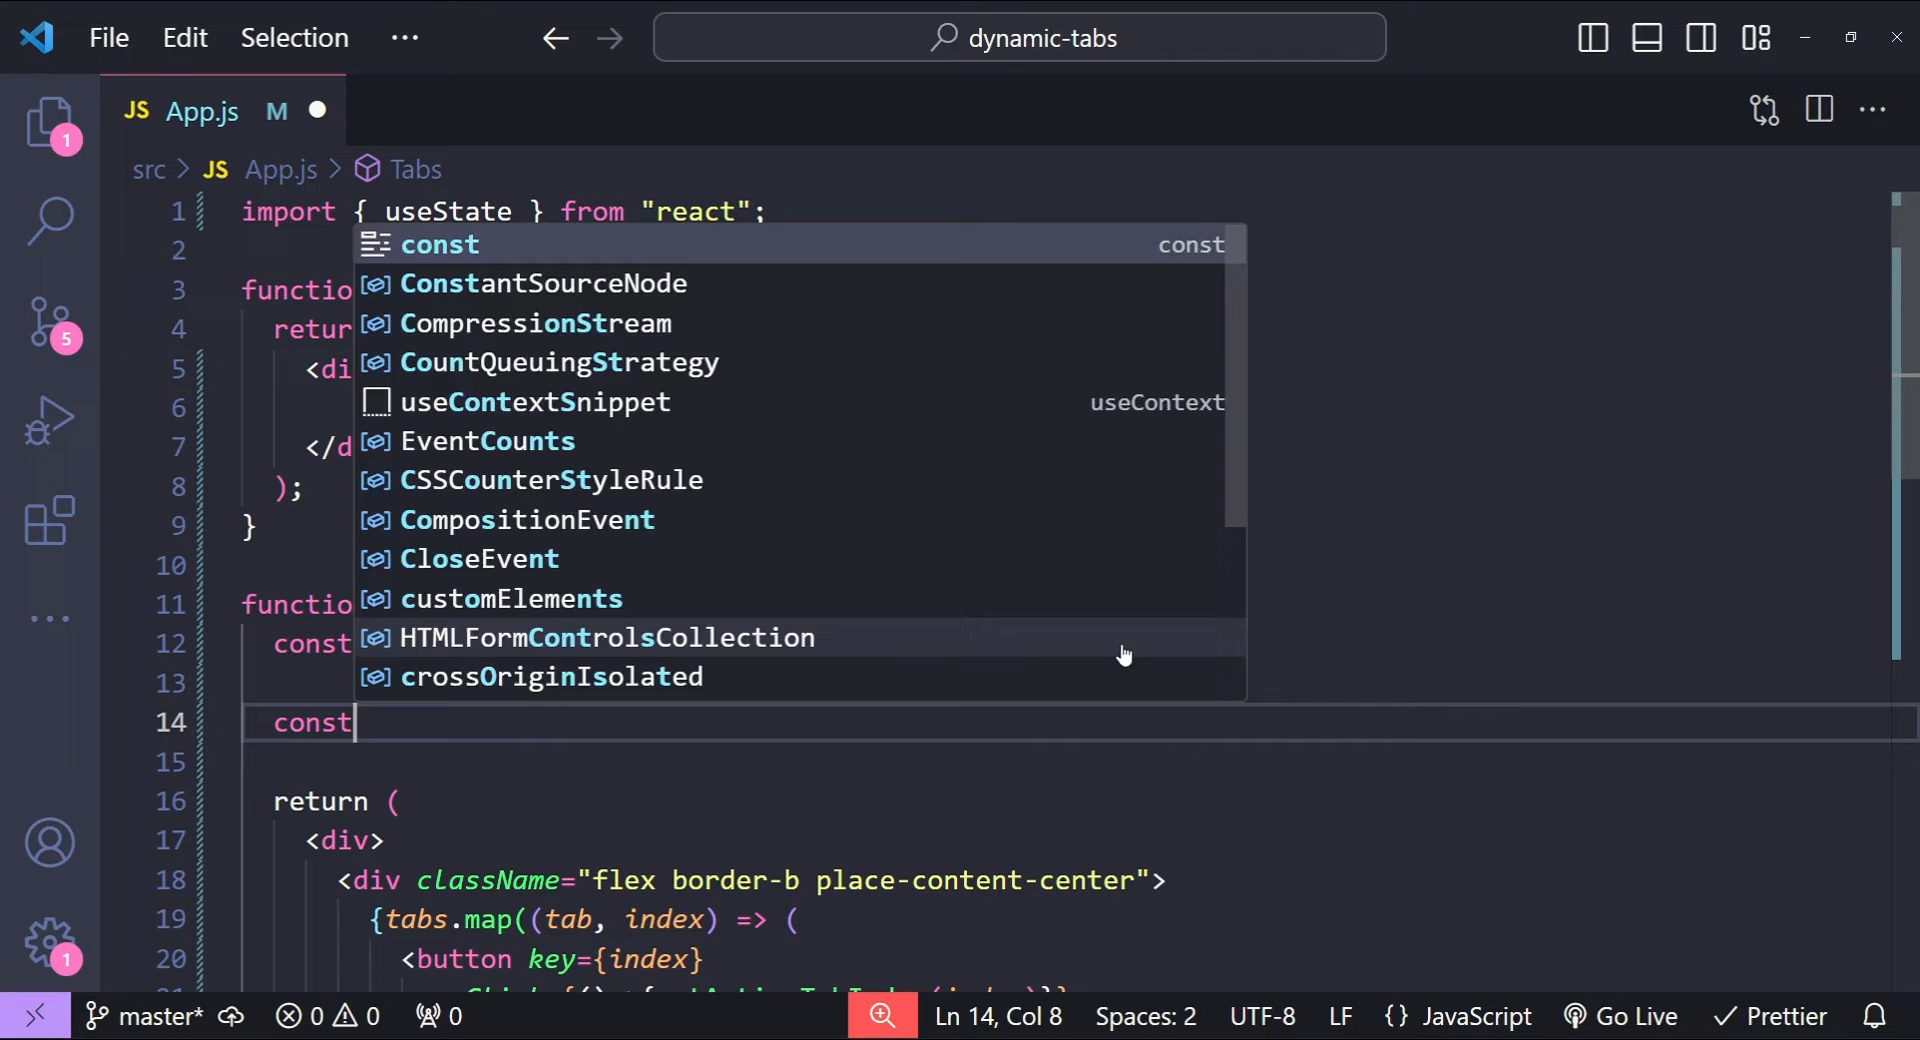 File Edit Selection ··· dynamic-tabs
JS App.js M
src > JS App.js > Tabs
1 import { useState } from "react";
2 const const
3 functio ConstantSourceNode
4 retur CompressionStream
5 <di CountQueuingStrategy
6 useContextSnippet useContext
7 </d EventCounts
8 ); CSSCounterStyleRule
9 } CompositionEvent
10 CloseEvent
11 functio customElements
12 const HTMLFormControlsCollection
13 crossOriginIsolated
14 const
15
16 return (
17 <div>
18 <div className="flex border-b place-content-center">
19 {tabs.map((tab, index) => (
20 <button key={index}
1
5
1
master* 0 0 0 Ln 14, Col 8 Spaces: 2 UTF-8 LF {} JavaScript Go Live Prettier